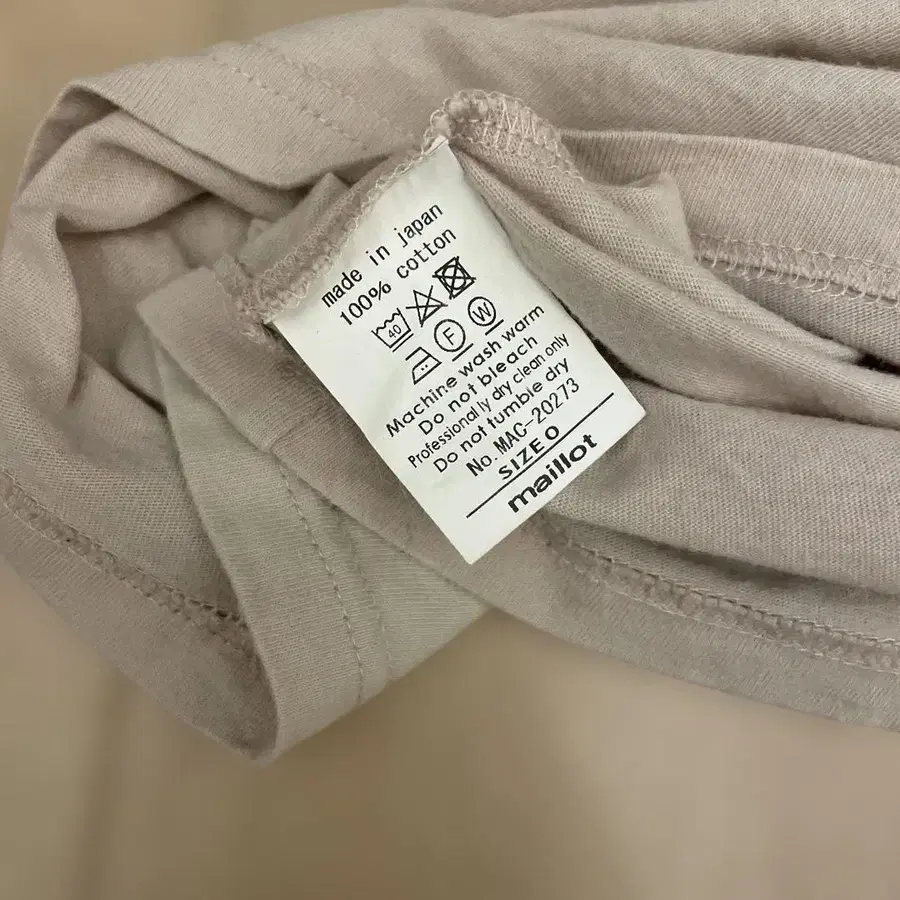 made in japan
100% cotton
40
F W
Machine wash warm
Do not bleach
Professionally dry clean only
Do not tumble dry
No. MAC-20273
SIZE 0
maillot